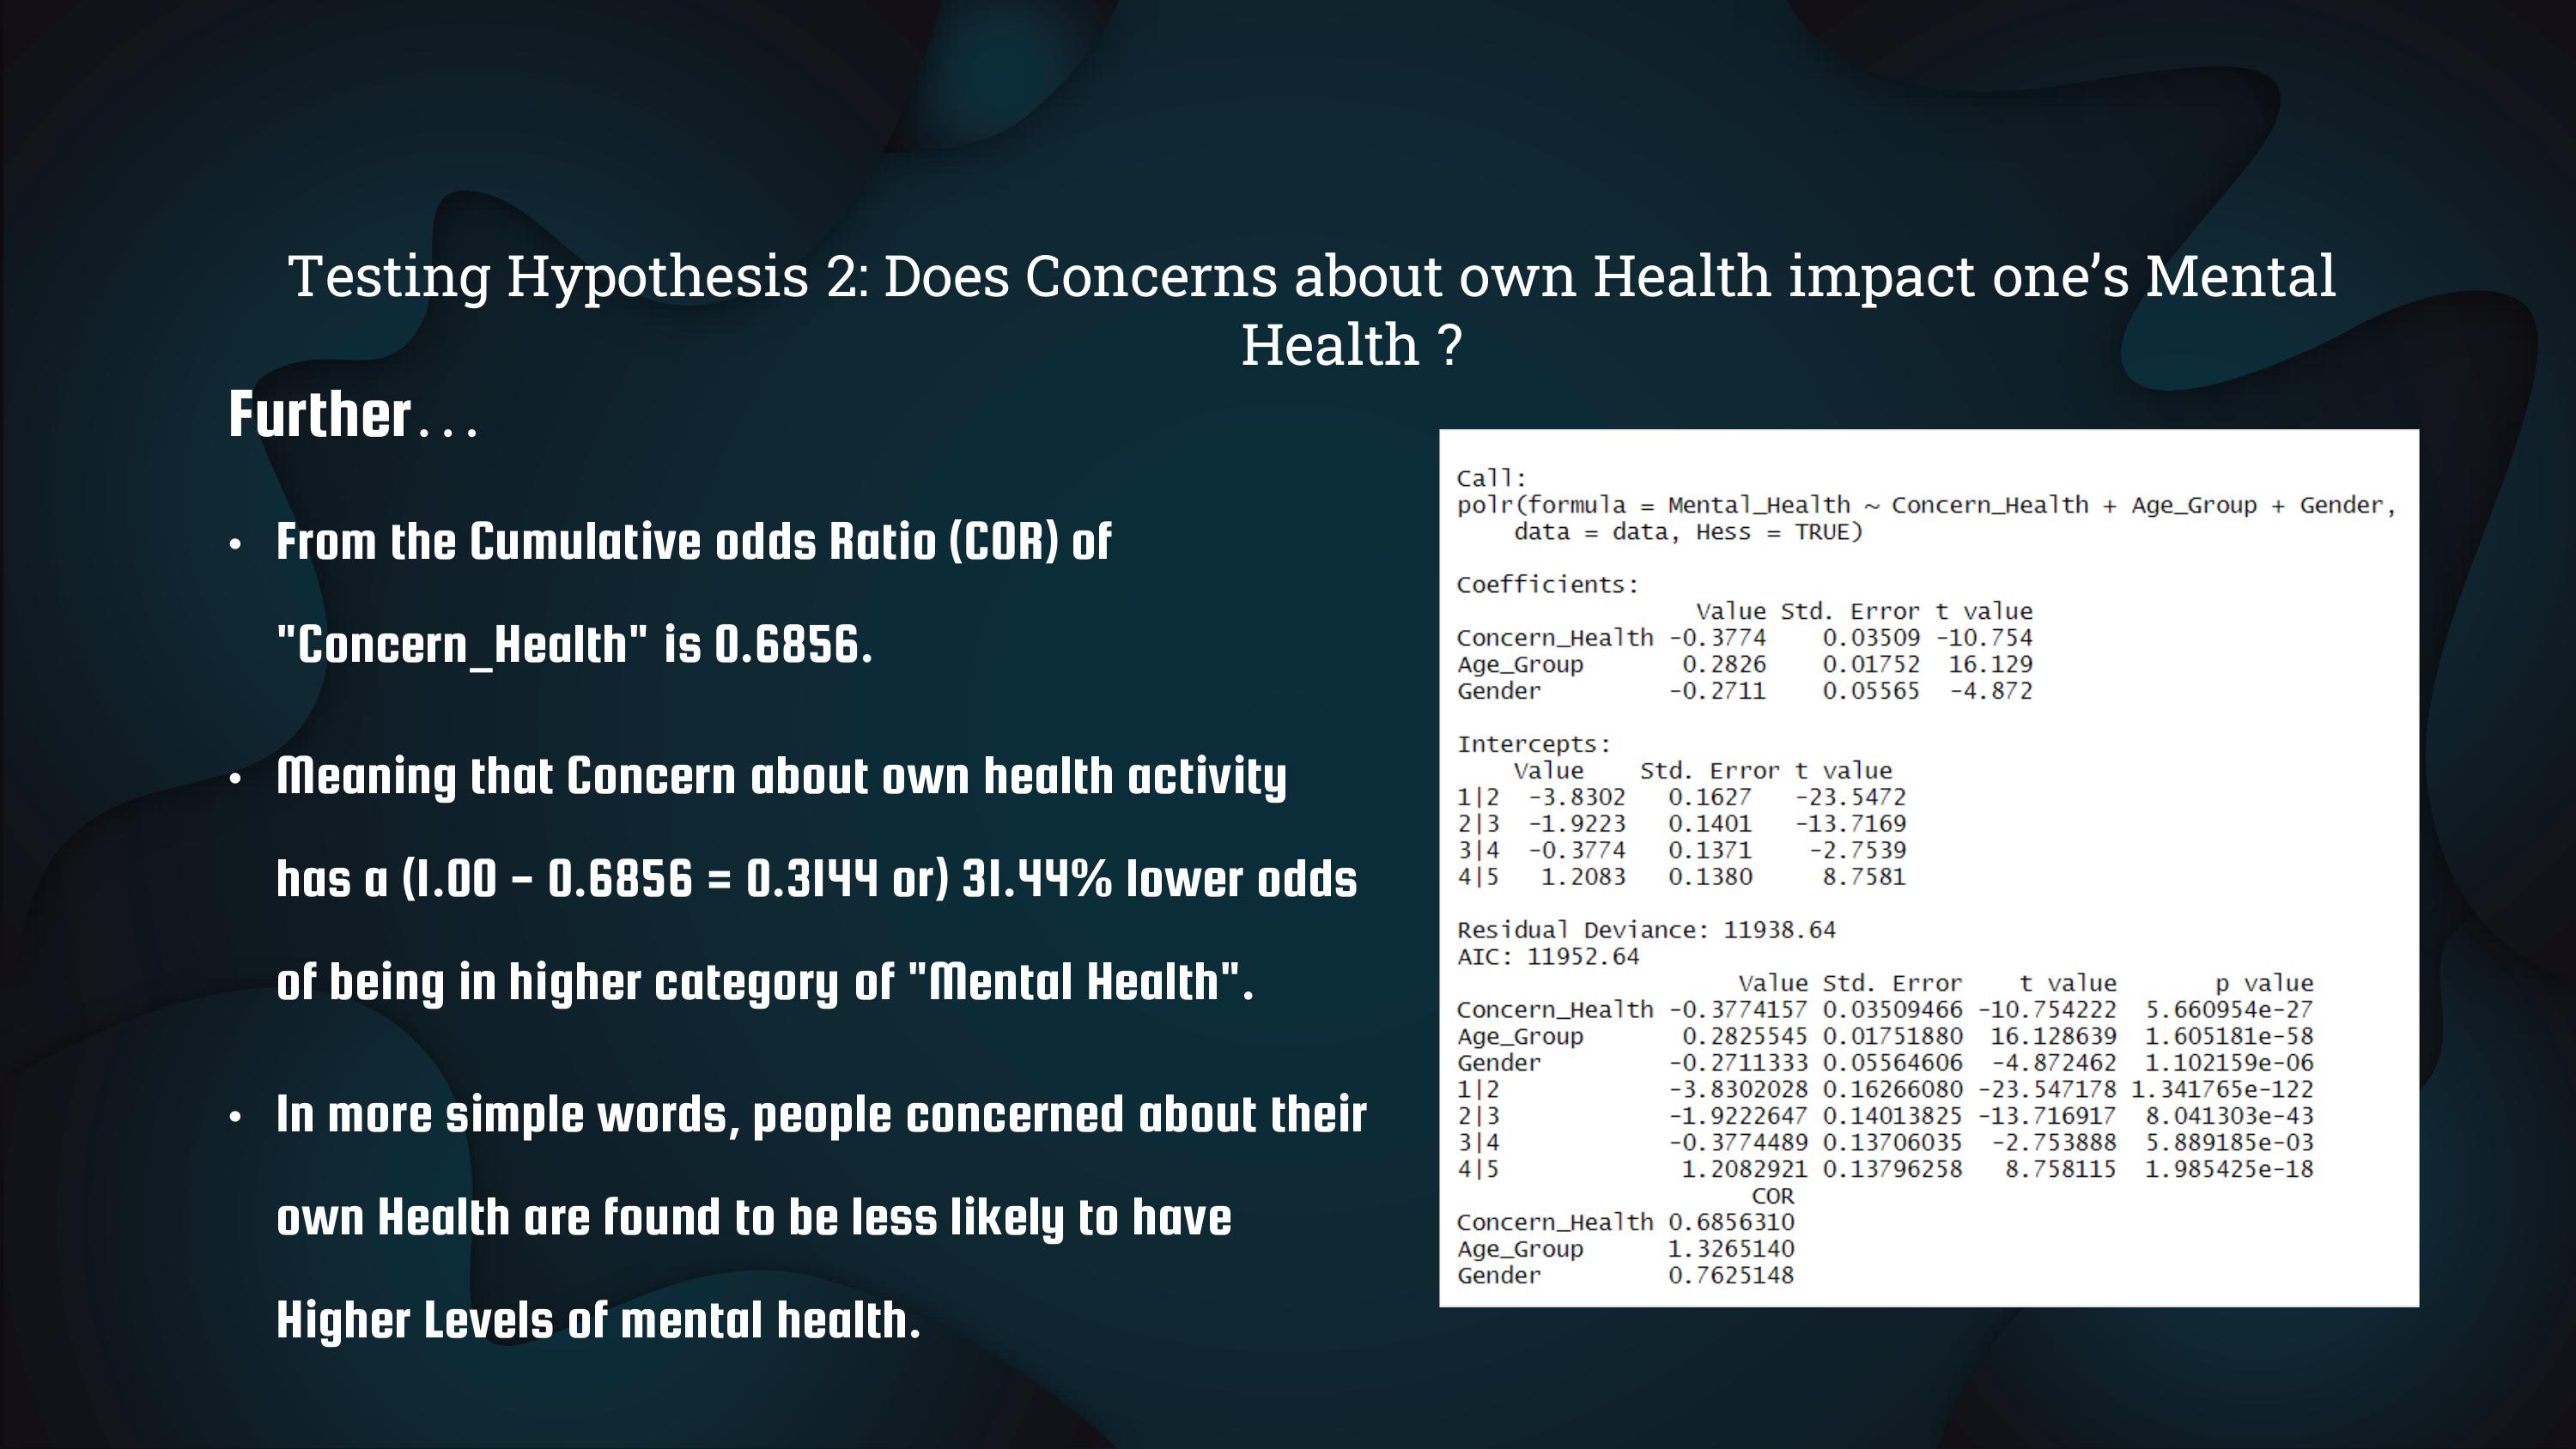 Testing Hypothesis 2: Does Concerns about own Health impact one’s Mental
Health ?
Further...
• From the Cumulative odds Ratio (COR) of
"Concern_Health" is 0.6856.
• Meaning that Concern about own health activity
has a (1.00 - 0.6856 = 0.3144 or) 31.44% lower odds
of being in higher category of "Mental Health".
• In more simple words, people concerned about their
own Health are found to be less likely to have
Higher Levels of mental health.
Call:
polr(formula = Mental_Health ~ Concern_Health + Age_Group + Gender,
data = data, Hess = TRUE)
Coefficients:
Value Std. Error t value
Concern_Health -0.3774 0.03509 -10.754
Age_Group 0.2826 0.01752 16.129
Gender -0.2711 0.05565 -4.872
Intercepts:
Value Std. Error t value
1|2 -3.8302 0.1627 -23.5472
2|3 -1.9223 0.1401 -13.7169
3|4 -0.3774 0.1371 -2.7539
4|5 1.2083 0.1380 8.7581
Residual Deviance: 11938.64
AIC: 11952.64
Value Std. Error t value p value
Concern_Health -0.3774157 0.03509466 -10.754222 5.660954e-27
Age_Group 0.2825545 0.01751880 16.128639 1.605181e-58
Gender -0.2711333 0.05564606 -4.872462 1.102159e-06
1|2 -3.8302028 0.16266080 -23.547178 1.341765e-122
2|3 -1.9222647 0.14013825 -13.716917 8.041303e-43
3|4 -0.3774489 0.13706035 -2.753888 5.889185e-03
4|5 1.2082921 0.13796258 8.758115 1.985425e-18
COR
Concern_Health 0.6856310
Age_Group 1.3265140
Gender 0.7625148